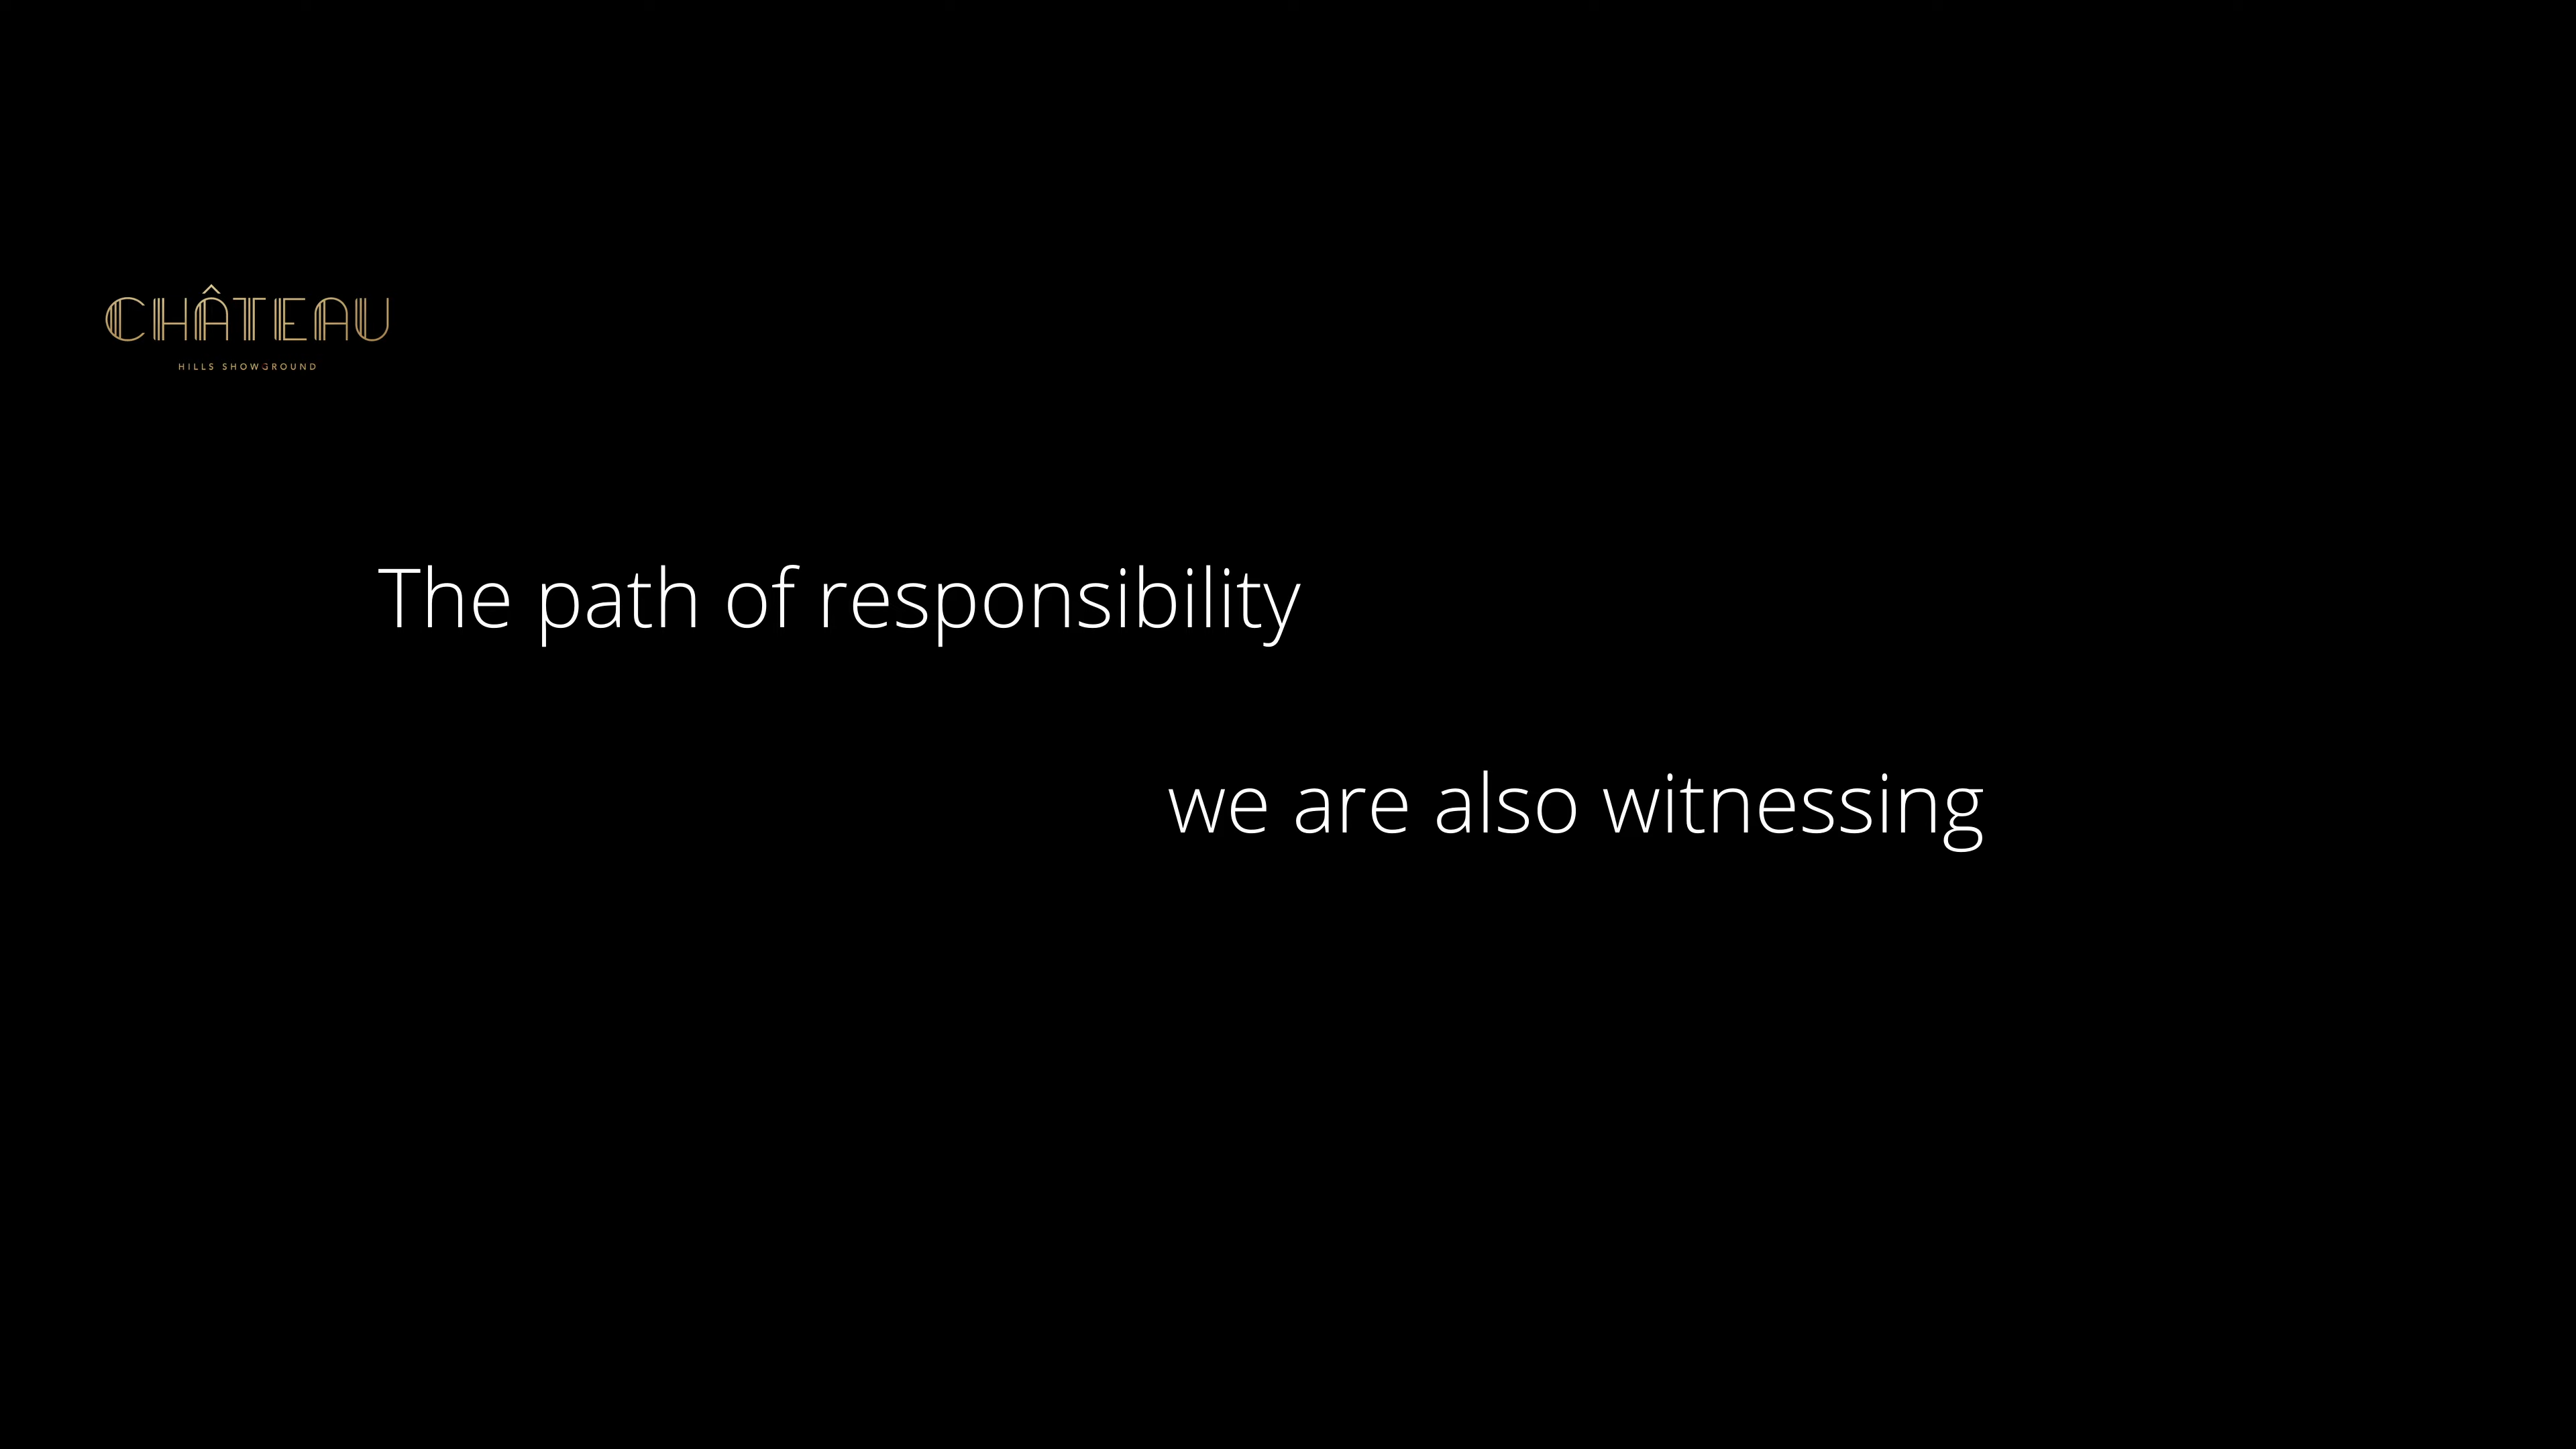 CHÂTEAU
HILLS SHOWGROUND
The path of responsibility
we are also witnessing